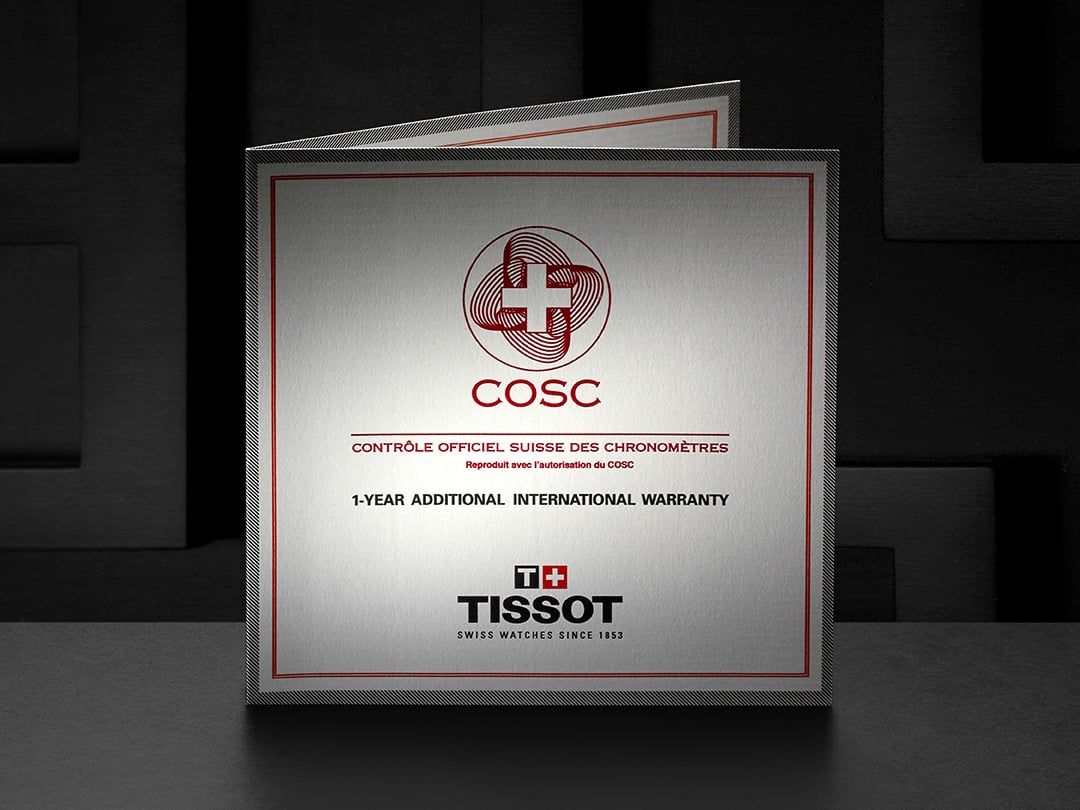 COSC
CONTRÔLE OFFICIEL SUISSE DES CHRONOMÈTRES
Reproduit avec l'autorisation du COSC
1-YEAR ADDITIONAL INTERNATIONAL WARRANTY
T+
TISSOT
SWISS WATCHES SINCE 1853